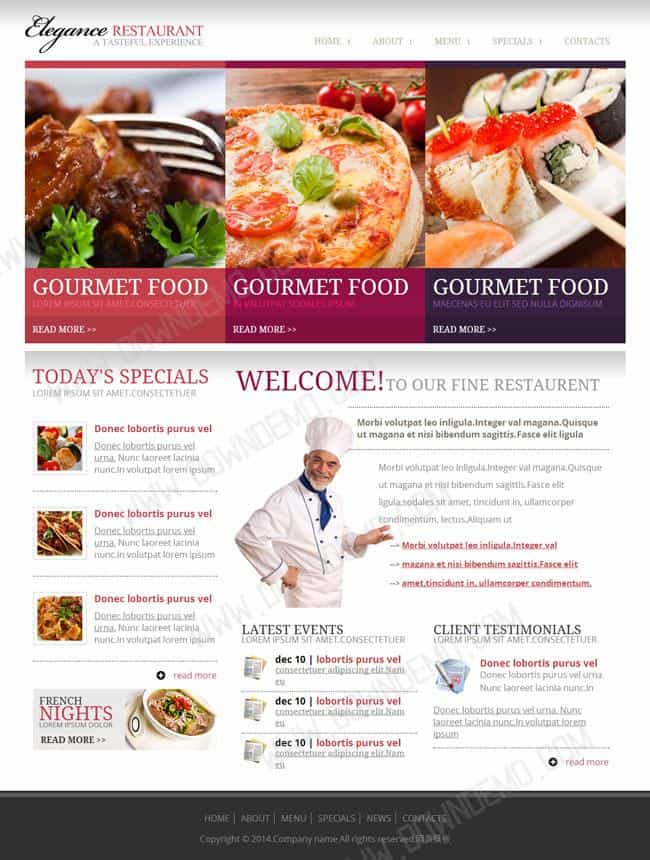 Elegance RESTAURANT
A TASTEFUL EXPERIENCE
HOME
ABOUT
MENU
SPECIALS
CONTACTS
GOURMET FOOD
LOREM IPSUM SIT AMET.CONSECTETUER
READ MORE >>
GOURMET FOOD
IN VALUTPAT SODALES IPSUM
READ MORE >>
GOURMET FOOD
MAECENAS EU ELIT SED NULLA DIGNISUM
READ MORE >>
TODAY'S SPECIALS
LOREM IPSUM SIT AMET.CONSECTETUER
Donec lobortis purus vel
Donec lobortis purus vel
urna. Nunc laoreet lacinia
nunc.In volutpat lorem ipsum
Donec lobortis purus vel
Donec lobortis purus vel
urna. Nunc laoreet lacinia
nunc.In volutpat lorem ipsum
Donec lobortis purus vel
Donec lobortis purus vel
urna. Nunc laoreet lacinia
nunc.In volutpat lorem ipsum
read more
FRENCH
NIGHTS
LOREM IPSUM DOLOR
READ MORE >>
WELCOME! TO OUR FINE RESTAURENT
Morbi volutpat leo inligula.Integer val magana.Quisque
ut magana et nisi bibendum sagittis.Fasce elit ligula
Morbi volutpat leo inligula.Integer val magana.Quisque
ut magana et nisi bibendum sagittis.Fasce elit
ligula,sodales sit amet, tincidunt in, ullamcorper
condimentum, lectus.Aliquam ut
--> Morbi volutpat leo inligula.Integer val
--> magana et nisi bibendum sagittis.Fasce elit
--> amet,tincidunt in, ullamcorper condimentum.
LATEST EVENTS
LOREM IPSUM SIT AMET.CONSECTETUER
dec 10 | lobortis purus vel
consectetuer adipiscing elit.Nam
eu
dec 10 | lobortis purus vel
consectetuer adipiscing elit.Nam
eu
dec 10 | lobortis purus vel
consectetuer adipiscing elit.Nam
eu
CLIENT TESTIMONIALS
LOREM IPSUM SIT AMET.CONSECTETUER
Donec lobortis purus vel
Donec lobortis purus vel urna.
Nunc laoreet lacinia nunc.In
Donec lobortis purus vel urna. Nunc
laoreet lacinia nunc.In volutpat lorem
ipsum
read more
HOME | ABOUT | MENU | SPECIALS | NEWS | CONTACTS
Copyright © 2014.Company name All rights reserved.网页模板
WWW.DOWNDEMO.COM